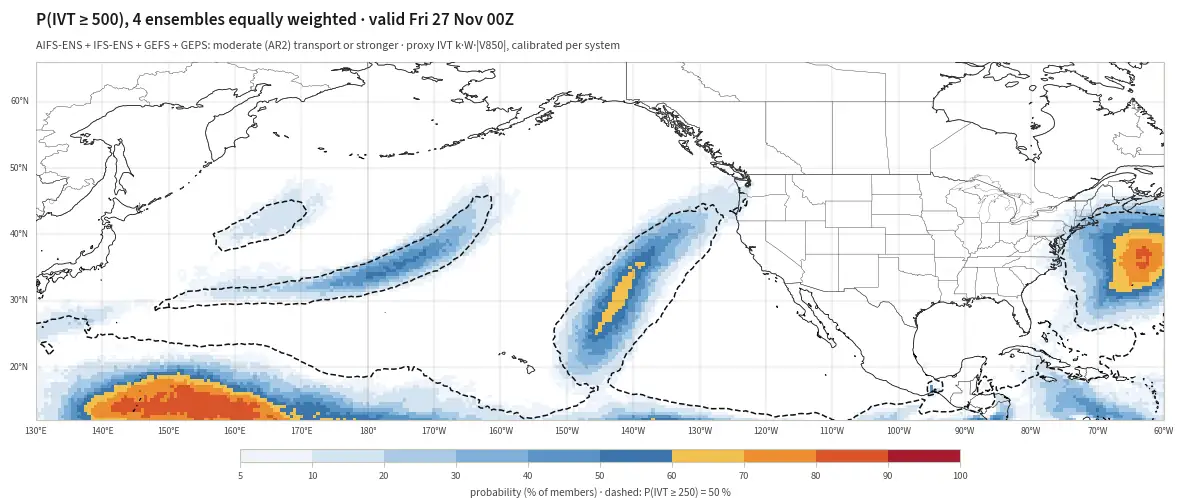 P(IVT ≥ 500), 4 ensembles equally weighted · valid Fri 27 Nov 00Z
AIFS-ENS + IFS-ENS + GEFS + GEPS: moderate (AR2) transport or stronger · proxy IVT k·W·|V850|, calibrated per system
60°N
50°N
40°N
30°N
20°N
130°E 140°E 150°E 160°E 170°E 180° 170°W 160°W 150°W 140°W 130°W 120°W 110°W 100°W 90°W 80°W 70°W 60°W
5 10 20 30 40 50 60 70 80 90 100
probability (% of members) · dashed: P(IVT ≥ 250) = 50 %